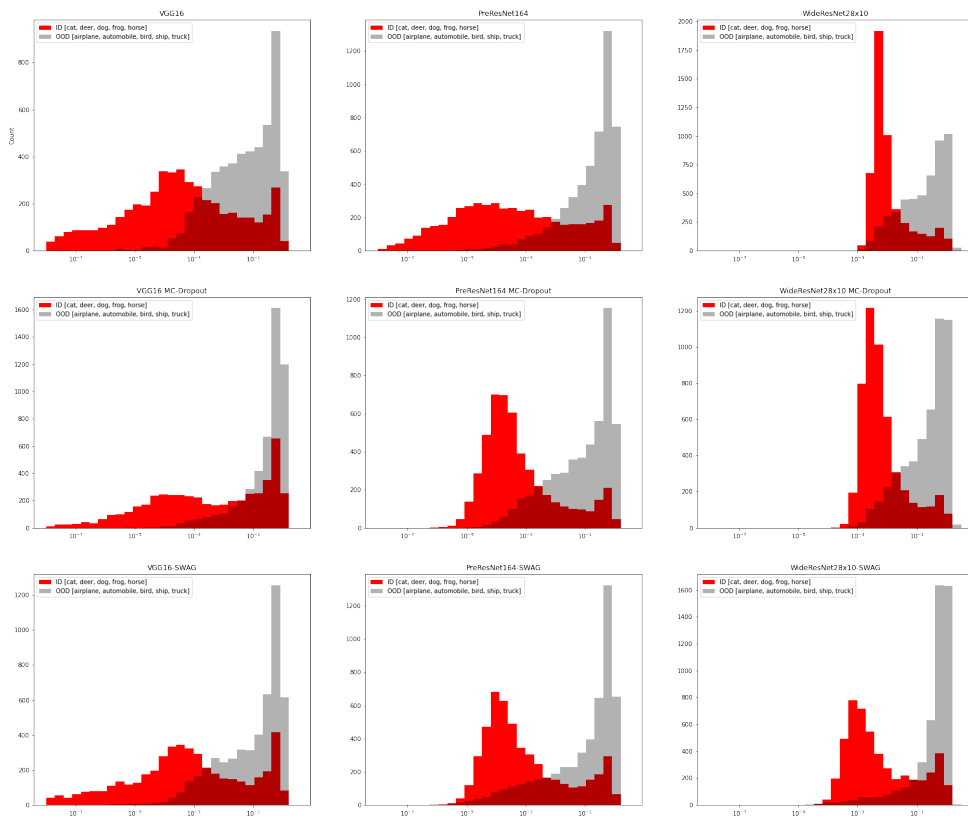 VGG16
ID [cat, deer, dog, frog, horse]
OOD [airplane, automobile, bird, ship, truck]
Count
800
600
400
200
0
10⁻⁷ 10⁻⁵ 10⁻³ 10⁻¹
PreResNet164
ID [cat, deer, dog, frog, horse]
OOD [airplane, automobile, bird, ship, truck]
1200
1000
800
600
400
200
0
10⁻⁷ 10⁻⁵ 10⁻³ 10⁻¹
WideResNet28x10
ID [cat, deer, dog, frog, horse]
OOD [airplane, automobile, bird, ship, truck]
2000
1750
1500
1250
1000
750
500
250
0
10⁻⁷ 10⁻⁵ 10⁻³ 10⁻¹
VGG16 MC-Dropout
ID [cat, deer, dog, frog, horse]
OOD [airplane, automobile, bird, ship, truck]
1600
1400
1200
1000
800
600
400
200
0
10⁻⁷ 10⁻⁵ 10⁻³ 10⁻¹
PreResNet164 MC-Dropout
ID [cat, deer, dog, frog, horse]
OOD [airplane, automobile, bird, ship, truck]
1200
1000
800
600
400
200
0
10⁻⁷ 10⁻⁵ 10⁻³ 10⁻¹
WideResNet28x10 MC-Dropout
ID [cat, deer, dog, frog, horse]
OOD [airplane, automobile, bird, ship, truck]
1200
1000
800
600
400
200
0
10⁻⁷ 10⁻⁵ 10⁻³ 10⁻¹
VGG16-SWAG
ID [cat, deer, dog, frog, horse]
OOD [airplane, automobile, bird, ship, truck]
1200
1000
800
600
400
200
0
10⁻⁷ 10⁻⁵ 10⁻³ 10⁻¹
PreResNet164-SWAG
ID [cat, deer, dog, frog, horse]
OOD [airplane, automobile, bird, ship, truck]
1200
1000
800
600
400
200
0
10⁻⁷ 10⁻⁵ 10⁻³ 10⁻¹
WideResNet28x10-SWAG
ID [cat, deer, dog, frog, horse]
OOD [airplane, automobile, bird, ship, truck]
1600
1400
1200
1000
800
600
400
200
0
10⁻⁷ 10⁻⁵ 10⁻³ 10⁻¹